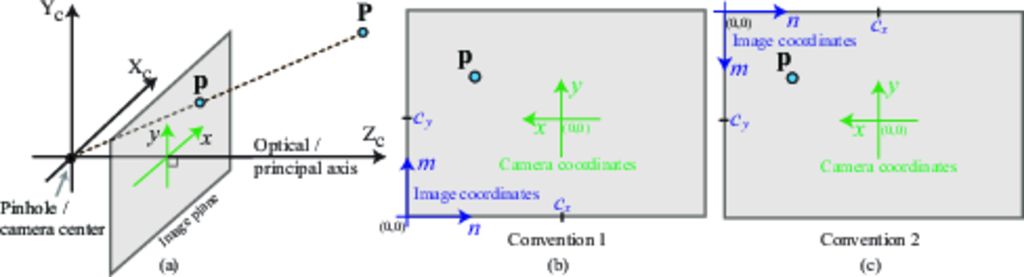 Y_c
X_c
P
p
y
x
Z_c
Optical /
principal axis
Pinhole /
camera center
Image plane
(a)
p
y
x
(0,0)
c_y
Camera coordinates
m
Image coordinates
c_x
(0,0)
n
Convention 1
(b)
(0,0)
n
c_x
Image coordinates
p
m
y
c_y
x
(0,0)
Camera coordinates
Convention 2
(c)